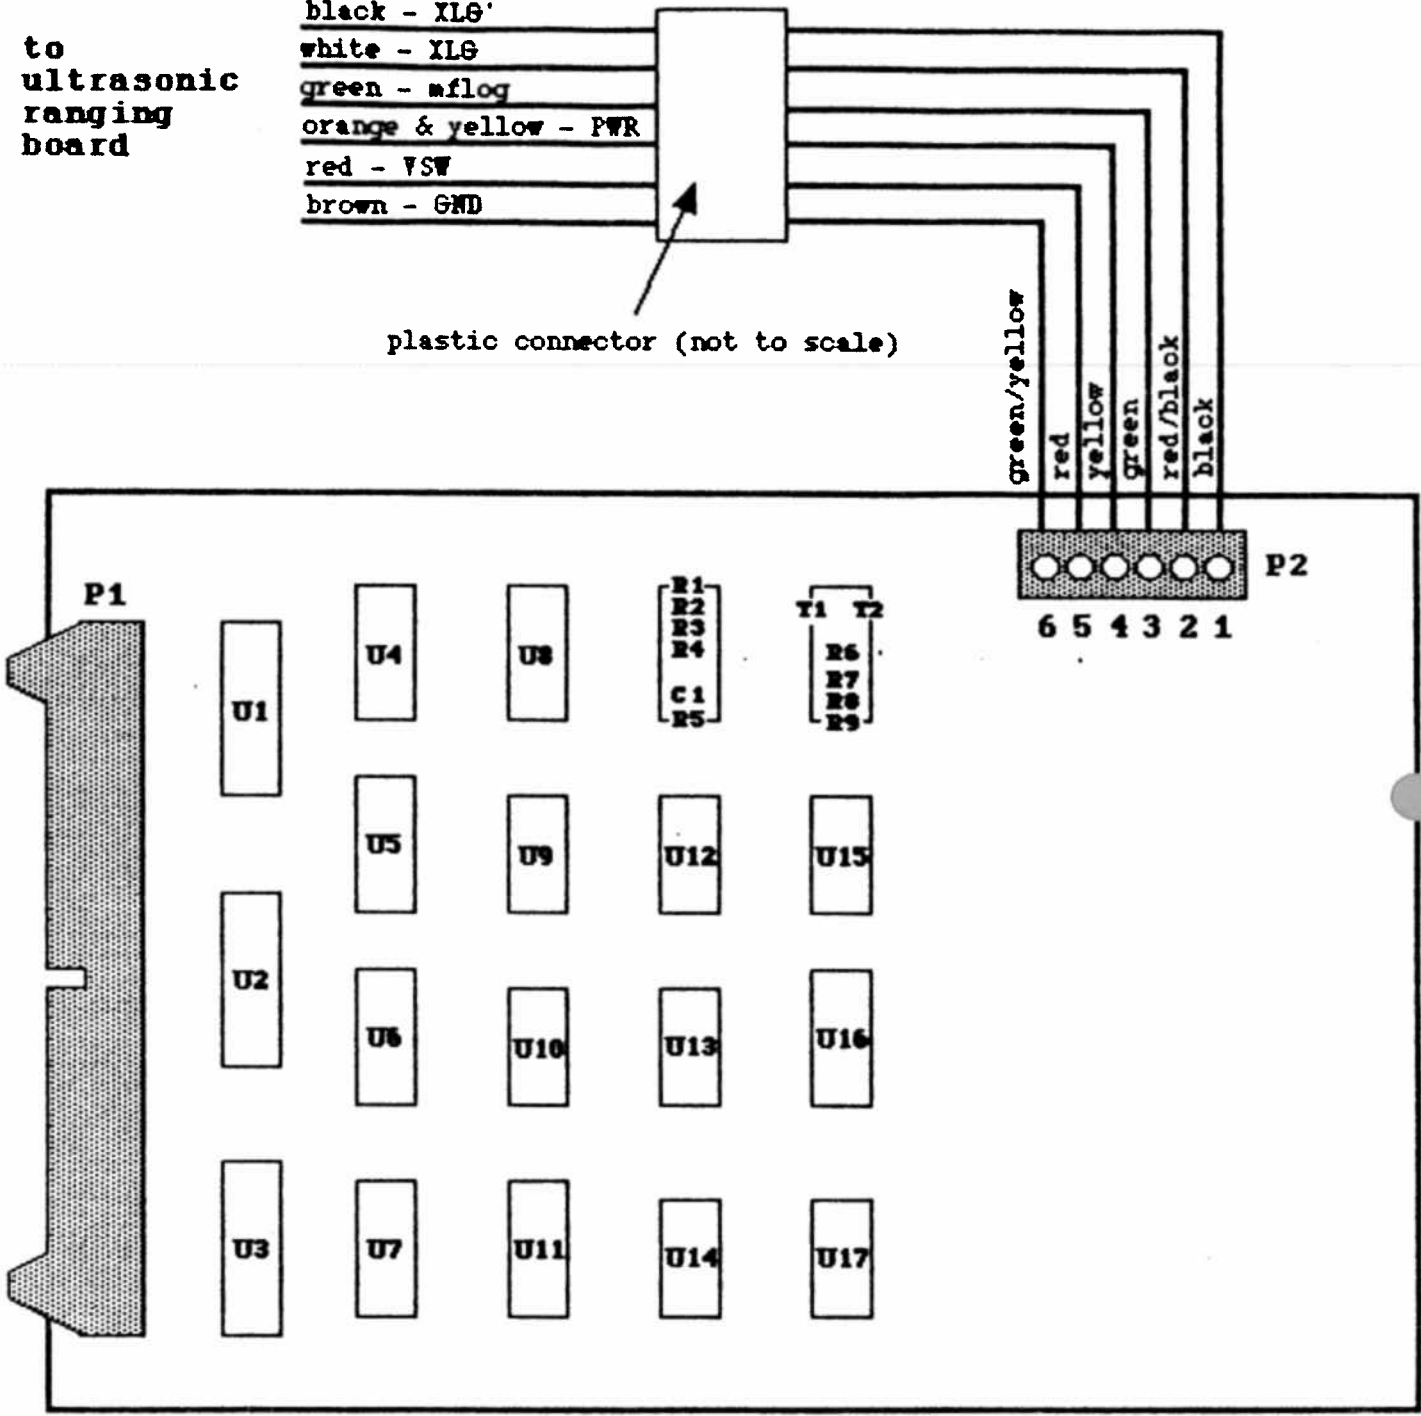 black - XLG'
to
ultrasonic
ranging
board
white - XLG
green - mflog
orange & yellow - PWR
red - VSW
brown - GND
plastic connector (not to scale)
green/yellow
red
yellow
green
red/black
black
P2
6 5 4 3 2 1
P1
U1
U2
U3
U4
U5
U6
U7
U8
U9
U10
U11
R1
R2
R3
R4
C1
R5
U12
U13
U14
T1 T2
R6
R7
R8
R9
U15
U16
U17